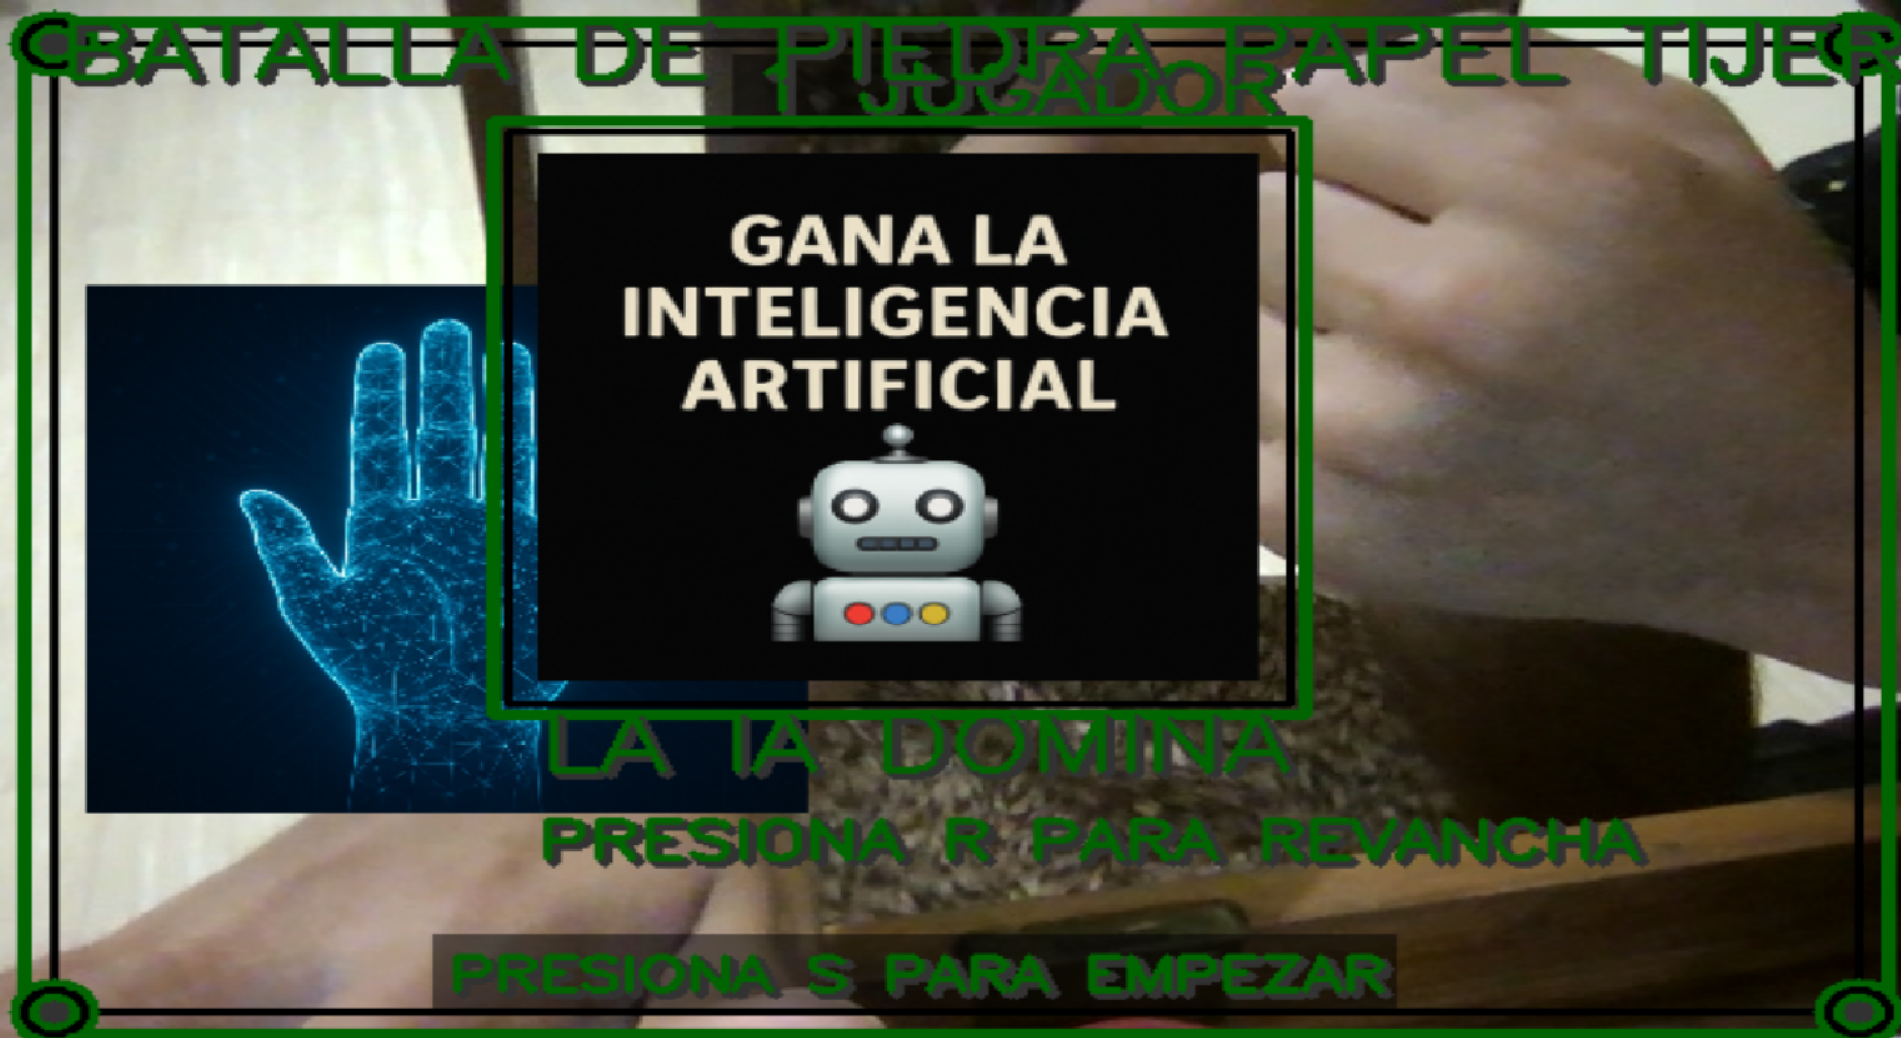 BATALLA DE PIEDRA PAPEL TIJER
1 JUGADOR
GANA LA
INTELIGENCIA
ARTIFICIAL
LA IA DOMINA
PRESIONA R PARA REVANCHA
PRESIONA S PARA EMPEZAR